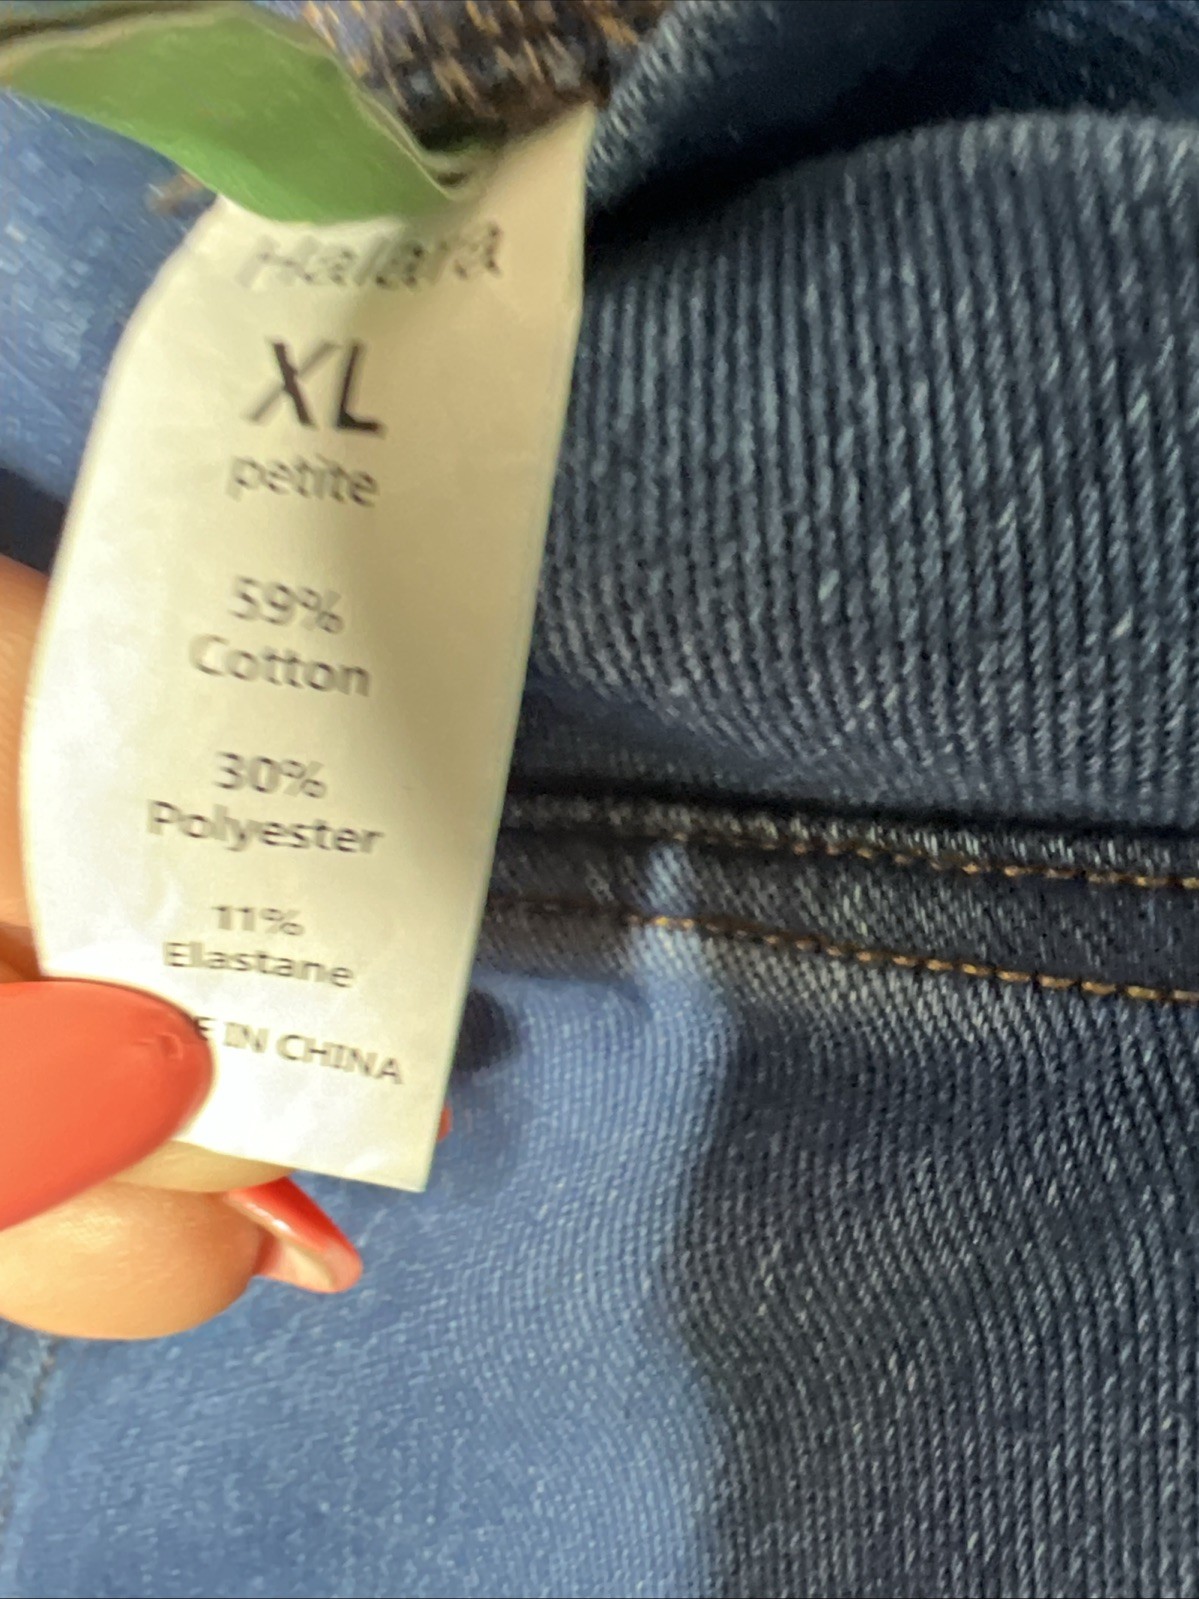 Halara
XL
petite
59%
Cotton
30%
Polyester
11%
Elastane
E IN CHINA